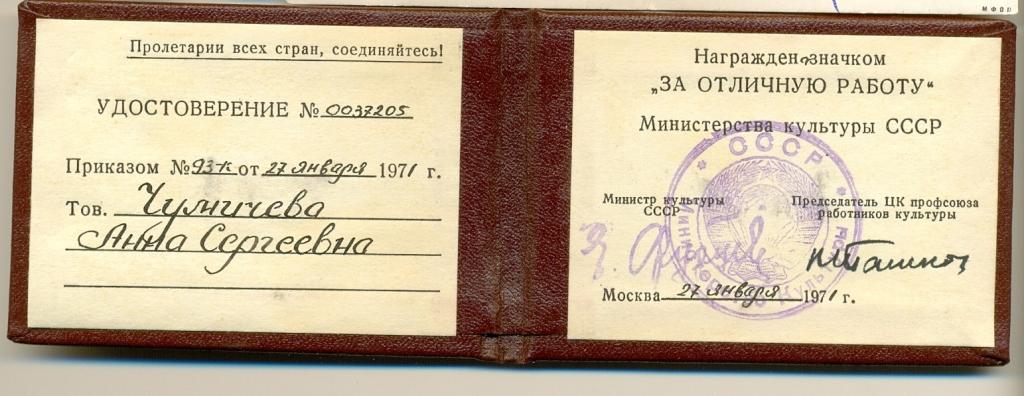 Пролетарии всех стран, соединяйтесь!
УДОСТОВЕРЕНИЕ № 0037205
Приказом № 93-к от 27 января 1971 г.
Тов. Чумичева
Анна Сергеевна
Награжден значком
„ЗА ОТЛИЧНУЮ РАБОТУ“
Министерства культуры СССР
СССР
Министр культуры
СССР
Председатель ЦК профсоюза
работников культуры
Москва 27 января 1971 г.